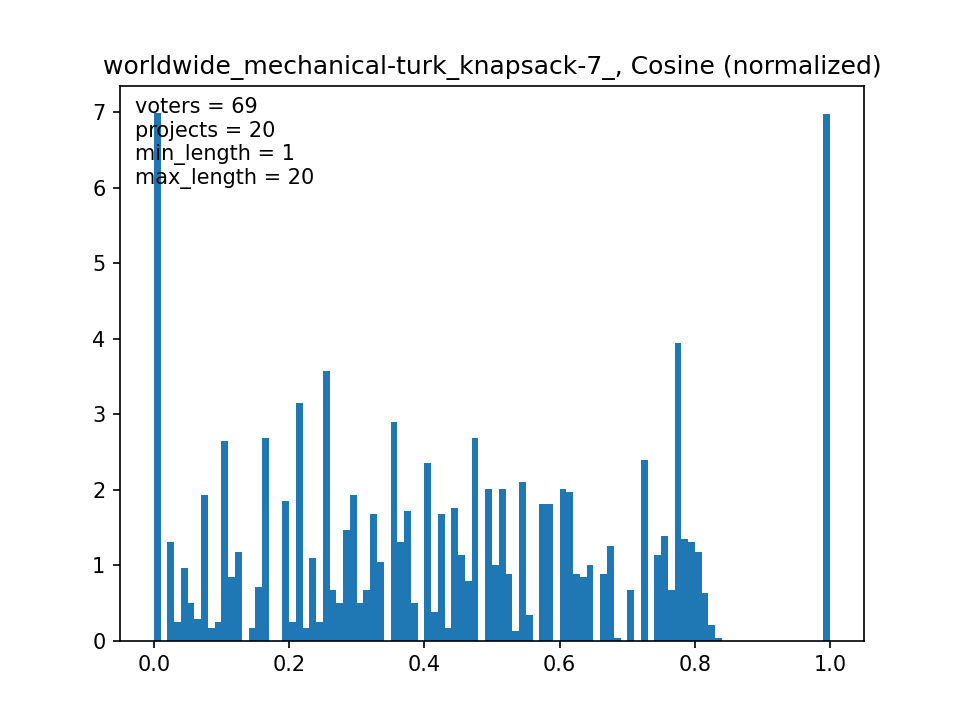 worldwide_mechanical-turk_knapsack-7_, Cosine (normalized)
voters = 69
projects = 20
min_length = 1
max_length = 20
7
6
5
4
3
2
1
0
0.0 0.2 0.4 0.6 0.8 1.0